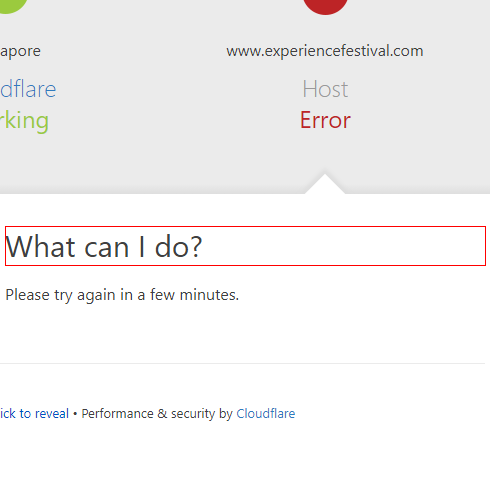 apore
www.experiencefestival.com
dflare
Host
rking
Error
What can I do?
Please try again in a few minutes.
ick to reveal • Performance & security by Cloudflare